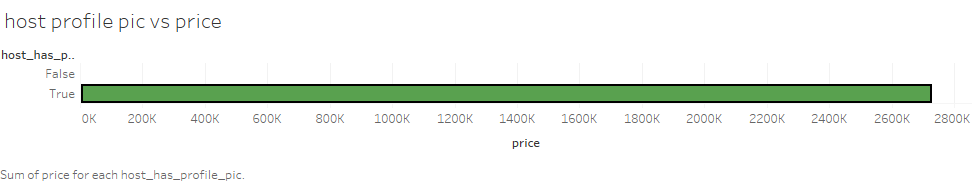 host profile pic vs price
host_has_p..
False
True
0K 200K 400K 600K 800K 1000K 1200K 1400K 1600K 1800K 2000K 2200K 2400K 2600K 2800K
price
Sum of price for each host_has_profile_pic.